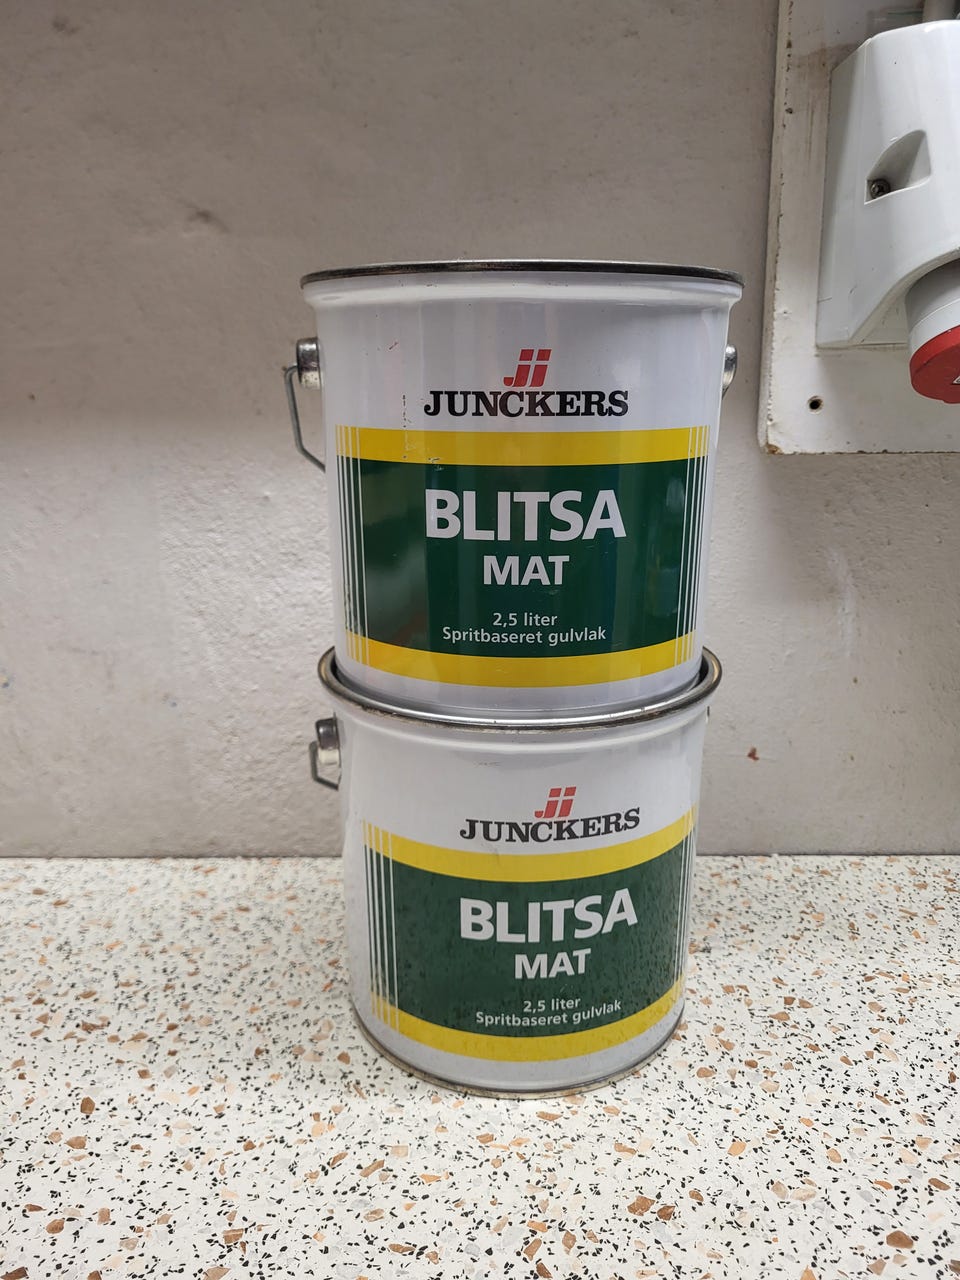 JUNCKERS
BLITSA
MAT
2,5 liter
Spritbaseret gulvlak
JUNCKERS
BLITSA
MAT
2,5 liter
Spritbaseret gulvlak